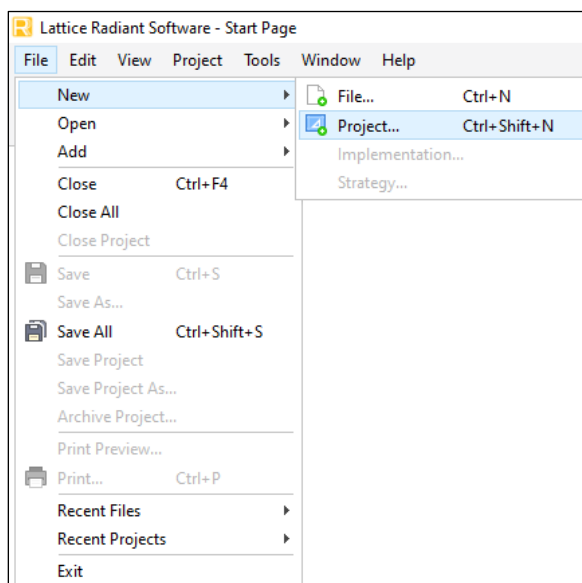 Lattice Radiant Software - Start Page
File Edit View Project Tools Window Help
New
File... Ctrl+N
Open
Project... Ctrl+Shift+N
Add
Implementation...
Close Ctrl+F4
Strategy...
Close All
Close Project
Save Ctrl+S
Save As...
Save All Ctrl+Shift+S
Save Project
Save Project As...
Archive Project...
Print Preview...
Print... Ctrl+P
Recent Files
Recent Projects
Exit